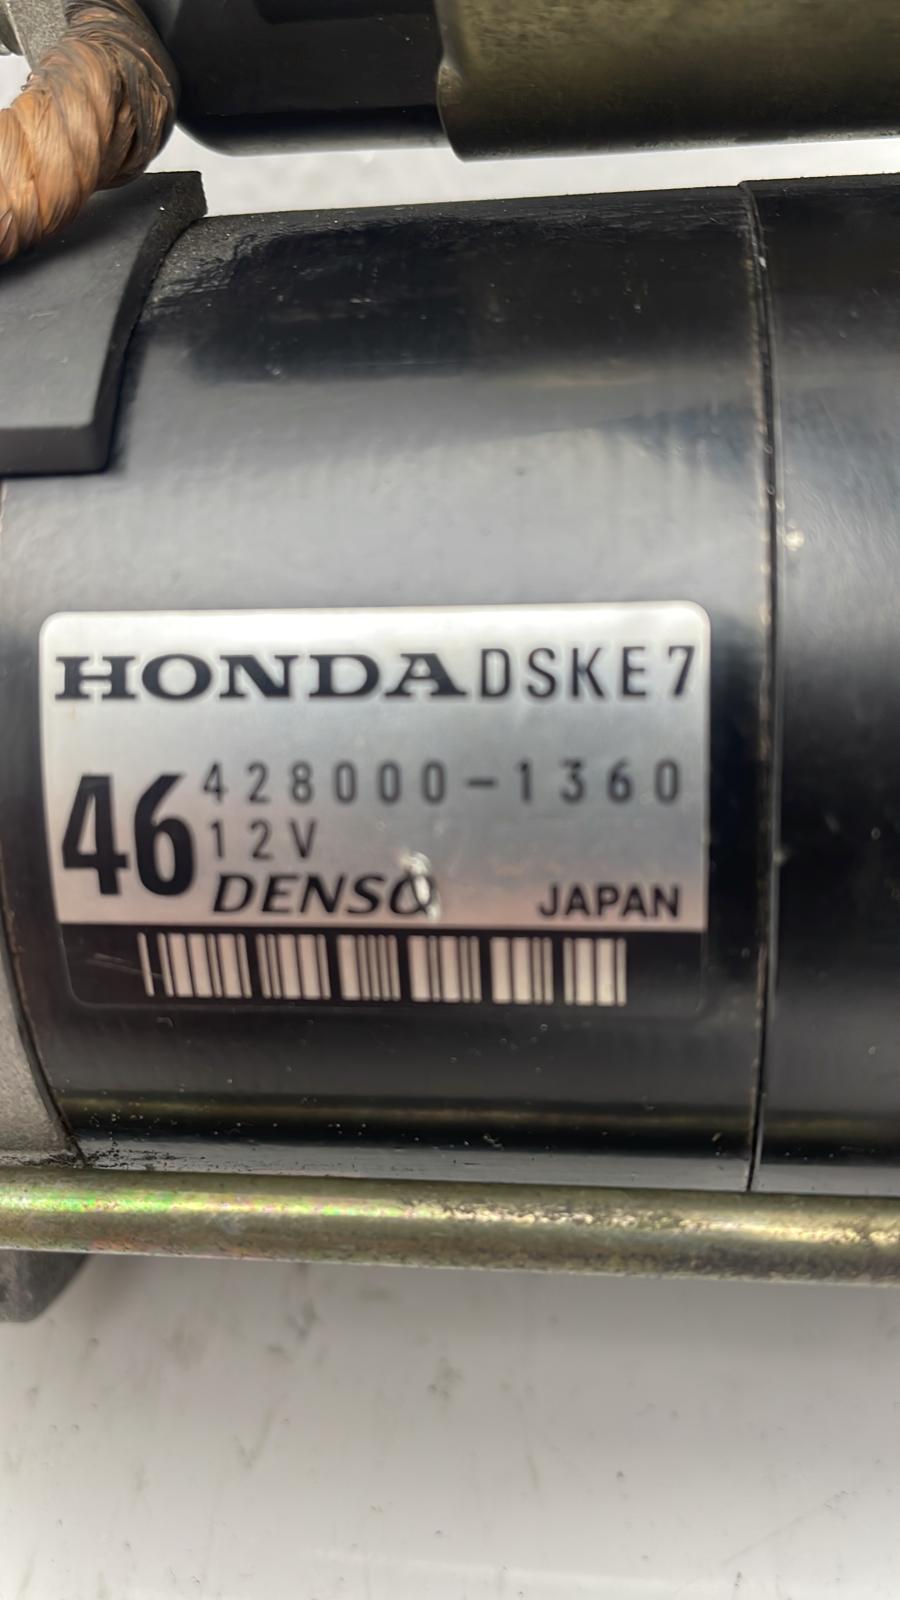 HONDA DSKE7
46 428000-1360
12V
DENSO JAPAN